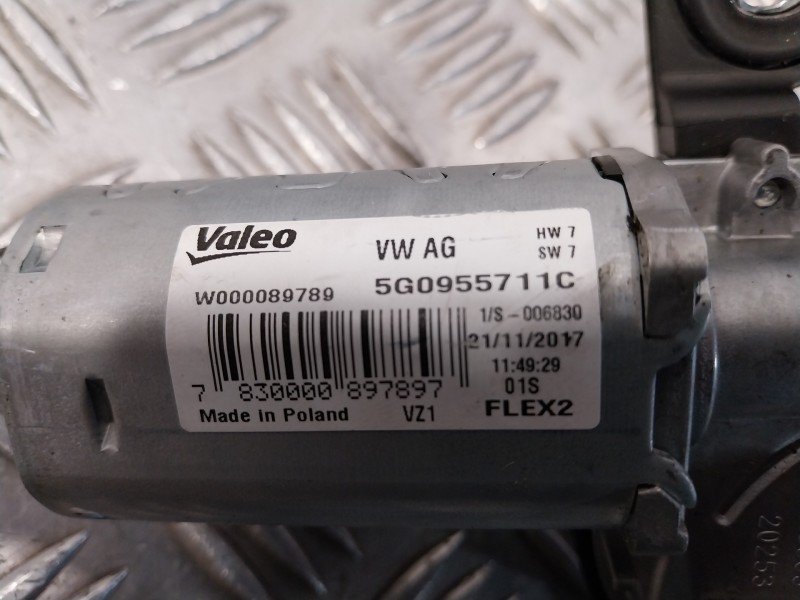 Valeo
VW AG
HW 7
SW 7
W000089789
5G0955711C
1/S-006830
21/11/2017
11:49:29
7 830000 897897
01S
Made in Poland
VZ1
FLEX2
20253